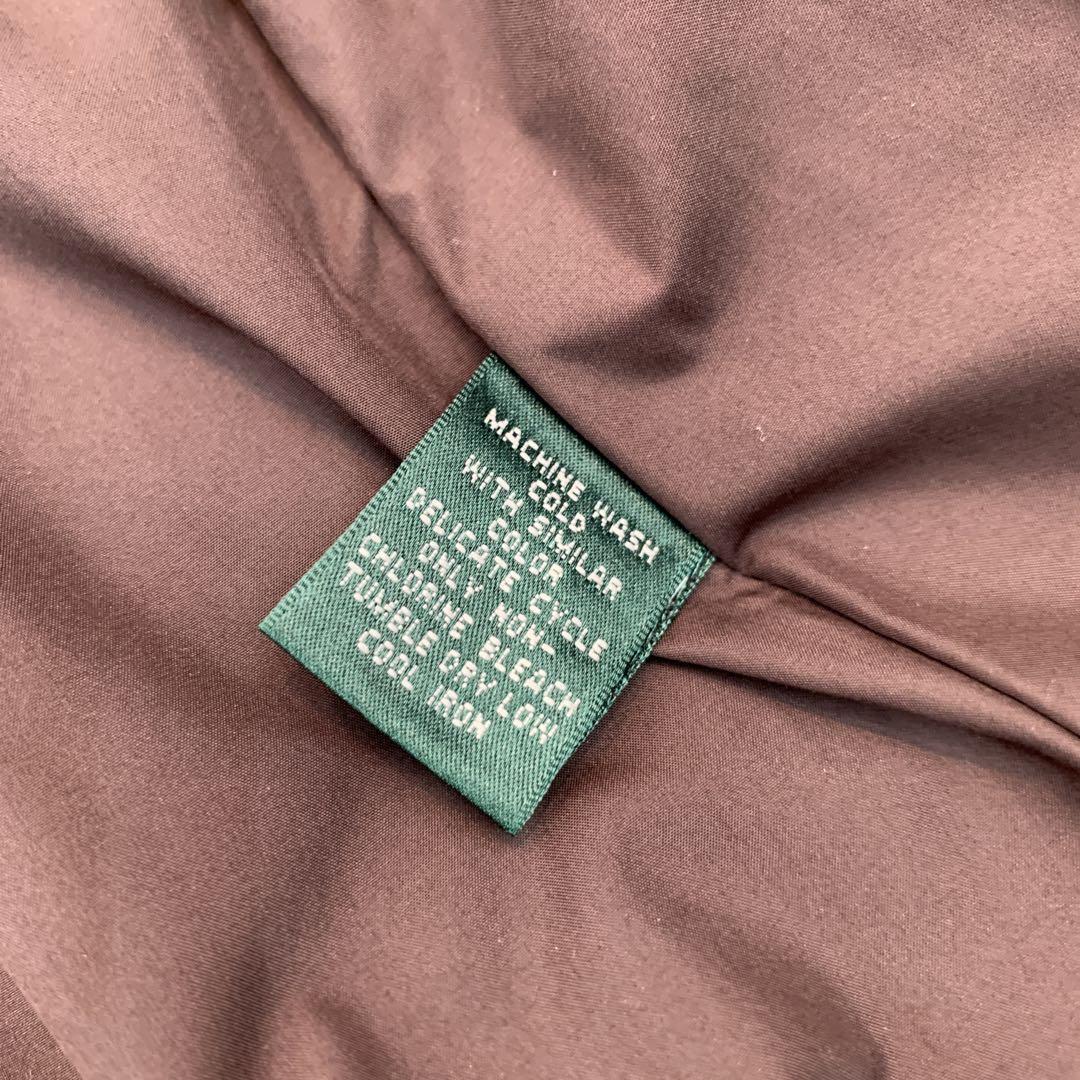 MACHINE WASH
COLD
WITH SIMILAR
COLOR
DELICATE CYCLE
ONLY NON-
CHLORINE BLEACH
TUMBLE DRY LOW
COOL IRON